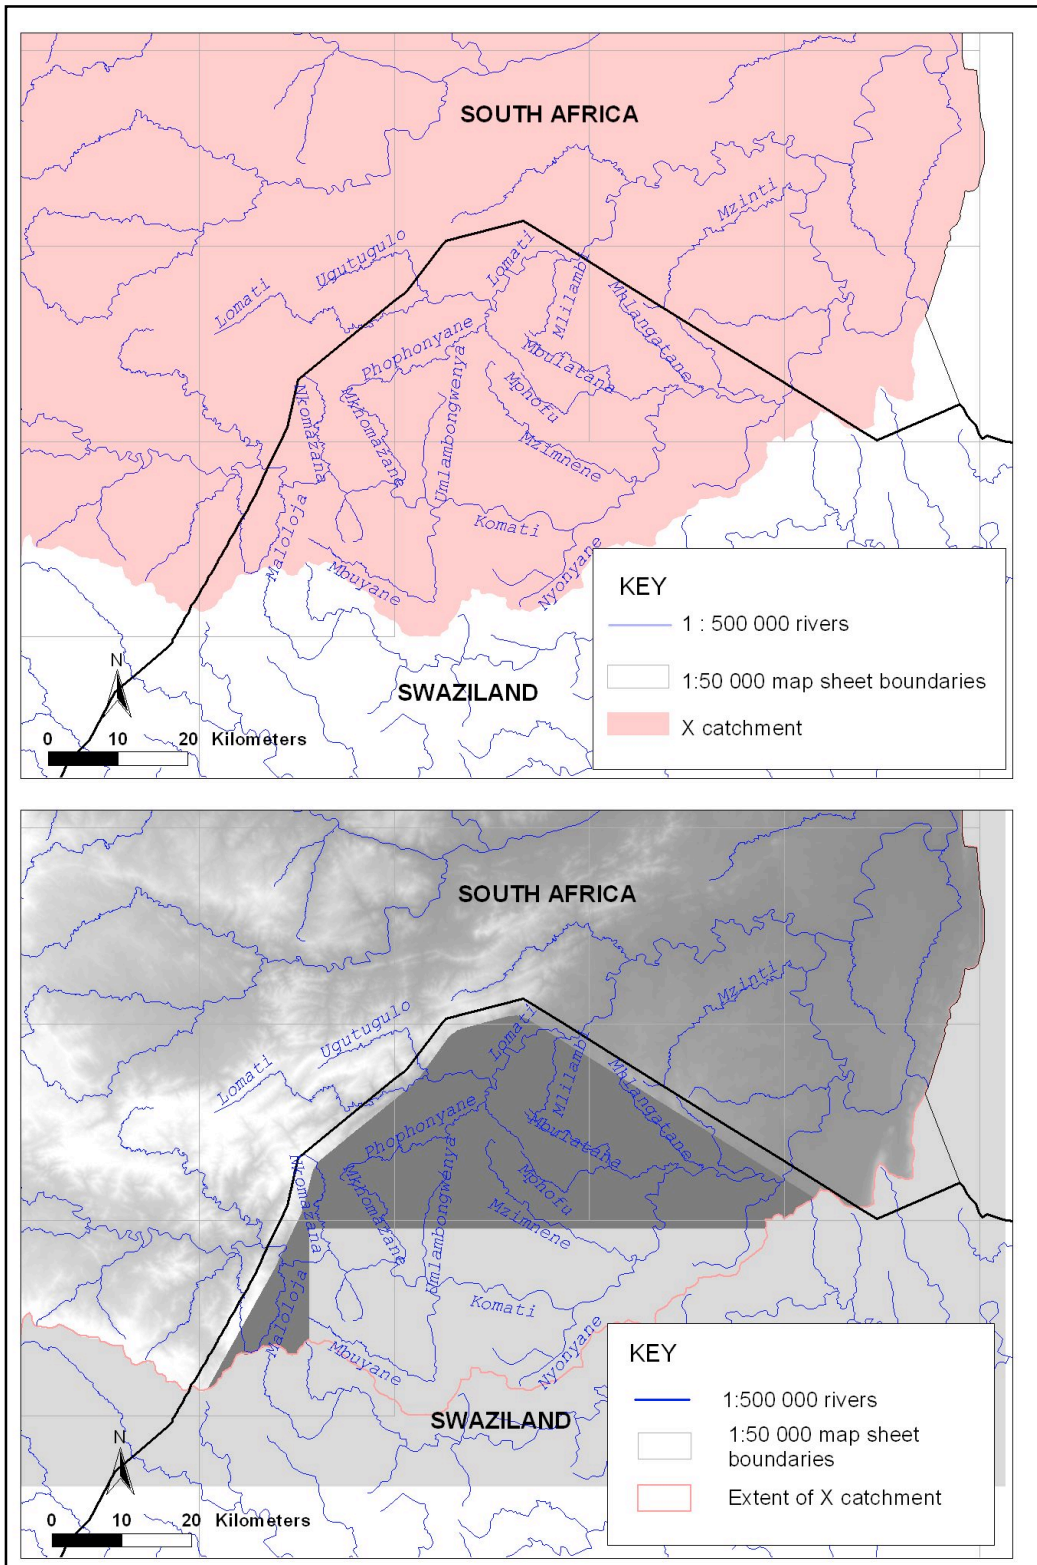 SOUTH AFRICA
Mzinti
Ugutugulo
Lomati
Lomati
Mlilambi
Mhlangatane
Phophonyane
Mbulatana
Nkomazana
Mkhomazana
Umlambongwenya
Mphofu
Mzimnene
Maloloja
Komati
Mbuyane
Nyonyane
KEY
1 : 500 000 rivers
1:50 000 map sheet boundaries
X catchment
SWAZILAND
N
0 10 20 Kilometers
SOUTH AFRICA
Mzinti
Ugutugulo
Lomati
Lomati
Mlilambi
Mhlangatane
Phophonyane
Mbulatana
Nkomazana
Mkhomazana
Umlambongwenya
Mphofu
Mzimnene
Maloloja
Komati
Mbuyane
Nyonyane
KEY
1:500 000 rivers
1:50 000 map sheet
boundaries
Extent of X catchment
SWAZILAND
N
0 10 20 Kilometers